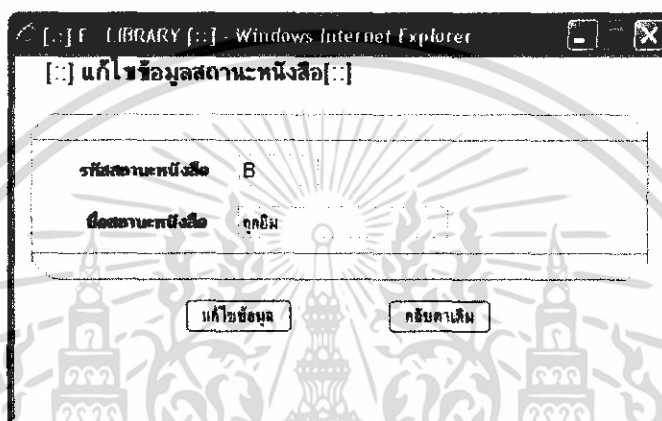 [::] E - LIBRARY [::] - Windows Internet Explorer
[::] แก้ไขข้อมูลสถานะหนังสือ[::]
รหัสสถานะหนังสือ B
ชื่อสถานะหนังสือ ถูกยืม
แก้ไขข้อมูล กลับค่าเดิม